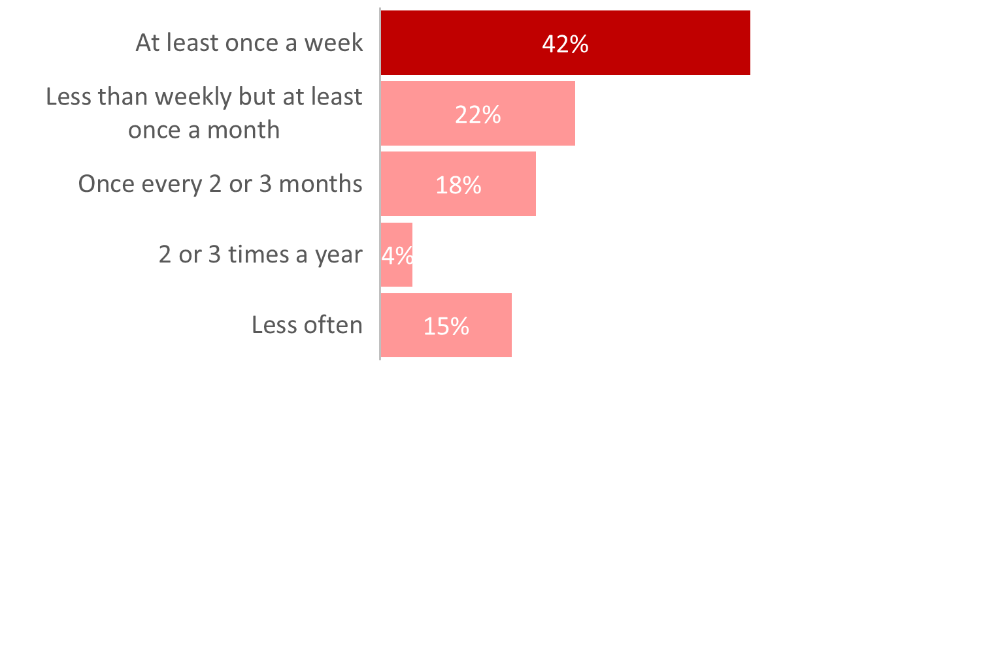 At least once a week
42%
Less than weekly but at least
once a month
22%
Once every 2 or 3 months
18%
2 or 3 times a year
4%
Less often
15%